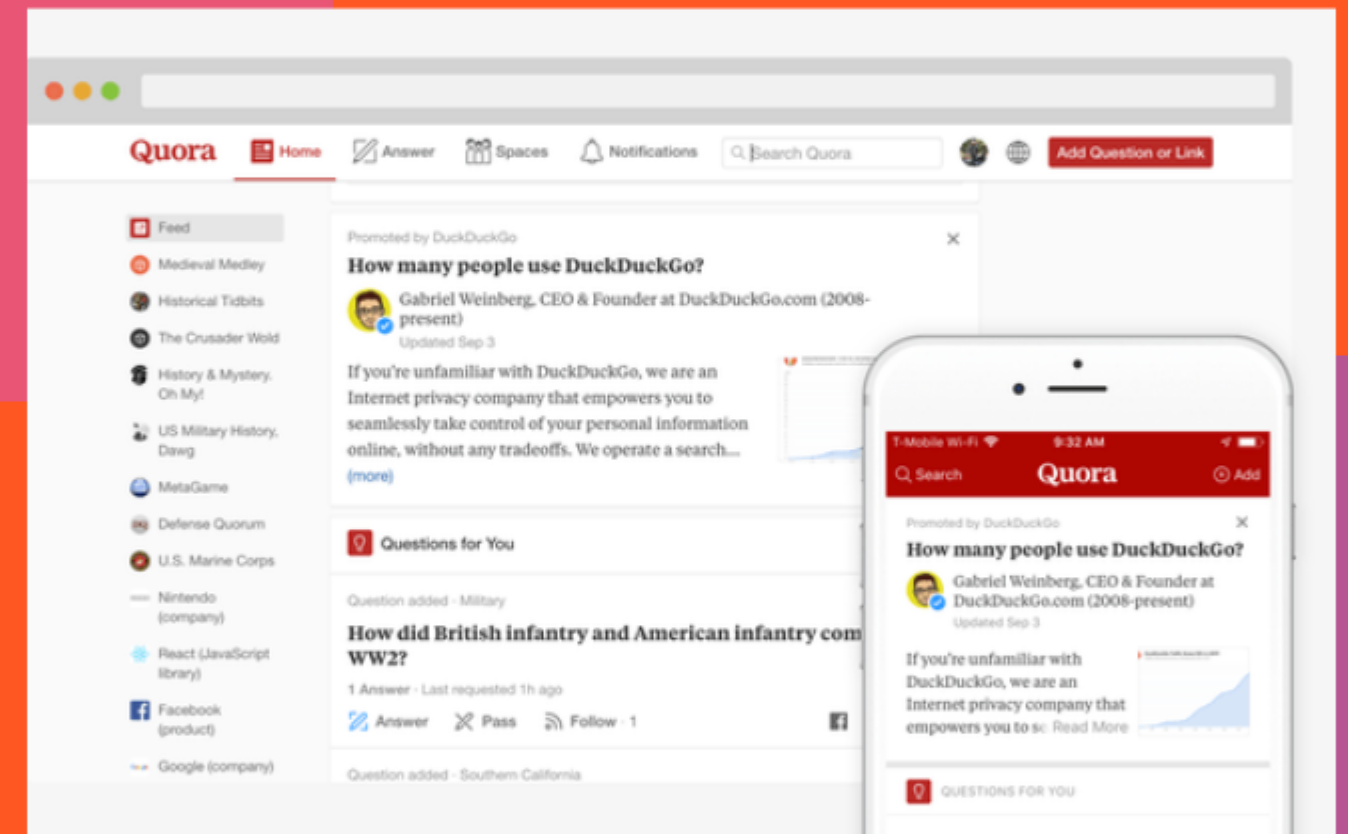 Quora
Home
Answer
Spaces
Notifications
Search Quora
Add Question or Link
Feed
Medieval Medley
Historical Tidbits
The Crusader Wold
History & Mystery.
Oh My!
US Military History,
Dawg
MetaGame
Defense Quorum
U.S. Marine Corps
Nintendo
(company)
React (JavaScript
library)
Facebook
(product)
Google (company)
Promoted by DuckDuckGo
How many people use DuckDuckGo?
Gabriel Weinberg, CEO & Founder at DuckDuckGo.com (2008-
present)
Updated Sep 3
If you're unfamiliar with DuckDuckGo, we are an
Internet privacy company that empowers you to
seamlessly take control of your personal information
online, without any tradeoffs. We operate a search...
(more)
Questions for You
Question added · Military
How did British infantry and American infantry com
WW2?
1 Answer · Last requested 1h ago
Answer
Pass
Follow · 1
Question added · Southern California
T-Mobile Wi-Fi
9:32 AM
Search
Quora
Add
Promoted by DuckDuckGo
How many people use DuckDuckGo?
Gabriel Weinberg, CEO & Founder at
DuckDuckGo.com (2008-present)
Updated Sep 3
If you're unfamiliar with
DuckDuckGo, we are an
Internet privacy company that
empowers you to se Read More
QUESTIONS FOR YOU